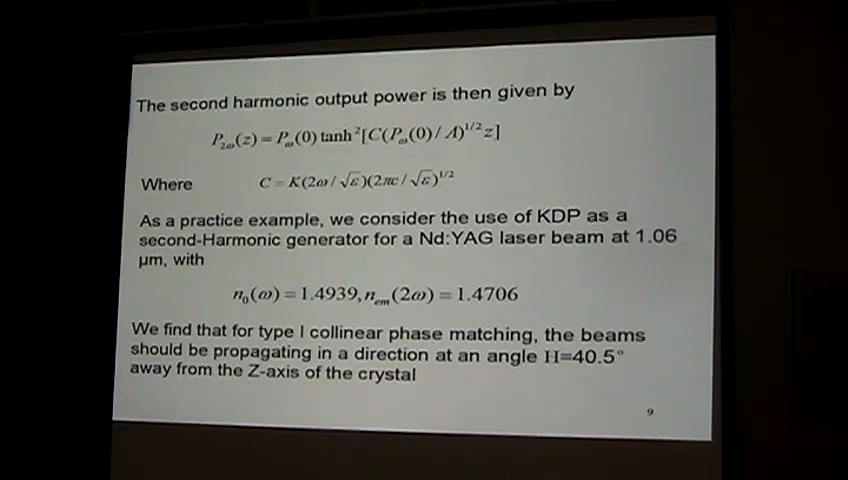 The second harmonic output power is then given by
P₂ω(z) = Pω(0) tanh²[C(Pω(0)/A)^1/2 z]
Where C = K(2ω/√ε)(2πc/√ε)^1/2
As a practice example, we consider the use of KDP as a
second-Harmonic generator for a Nd:YAG laser beam at 1.06
μm, with
n₀(ω) = 1.4939, nₑₘ(2ω) = 1.4706
We find that for type I collinear phase matching, the beams
should be propagating in a direction at an angle H=40.5°
away from the Z-axis of the crystal
9